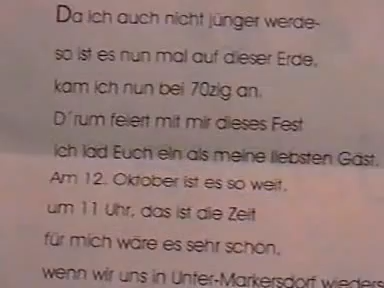 Da ich auch nicht jünger werde-
so ist es nun mal auf dieser Erde,
kam ich nun bei 70zig an.
D'rum feiert mit mir dieses Fest
ich lad Euch ein als meine liebsten Gäst.
Am 12. Oktober ist es so weit,
um 11 Uhr, das ist die Zeit
für mich wäre es sehr schon,
wenn wir uns in Unter-Markersdorf wieders